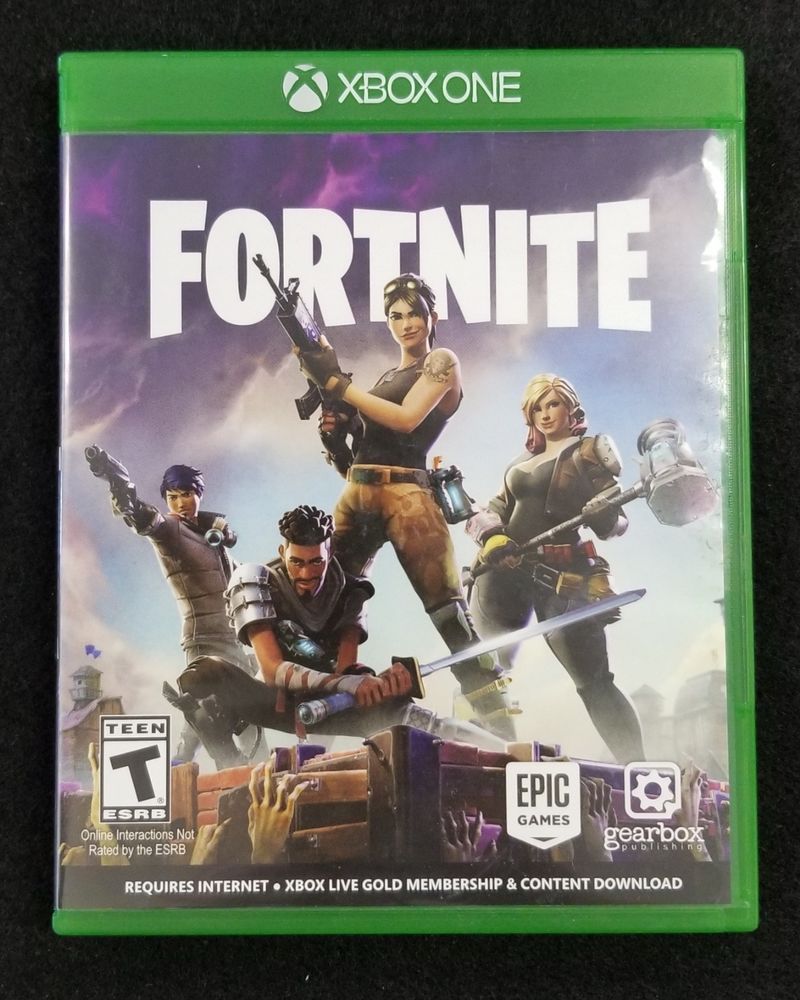 XBOX ONE
FORTNITE
TEEN
T
ESRB
Online Interactions Not
Rated by the ESRB
EPIC
GAMES
gearbox
publishing
REQUIRES INTERNET • XBOX LIVE GOLD MEMBERSHIP & CONTENT DOWNLOAD